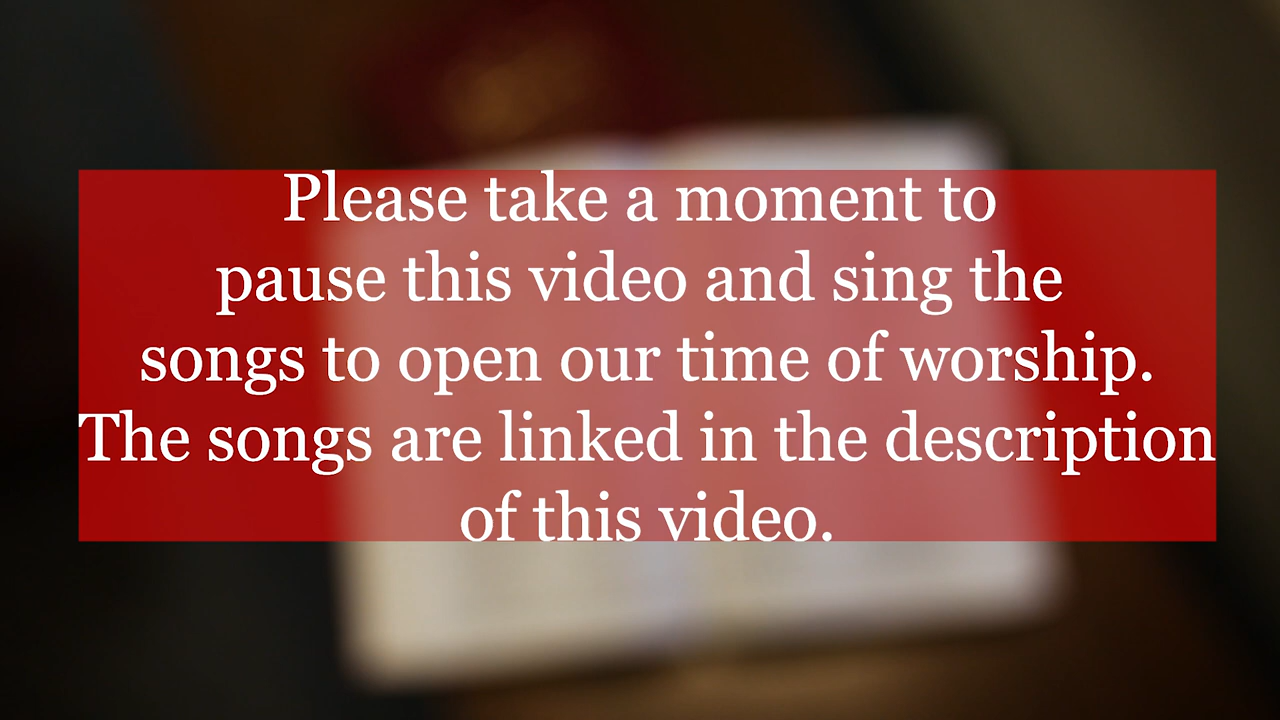 Please take a moment to
pause this video and sing the
songs to open our time of worship.
The songs are linked in the description
of this video.